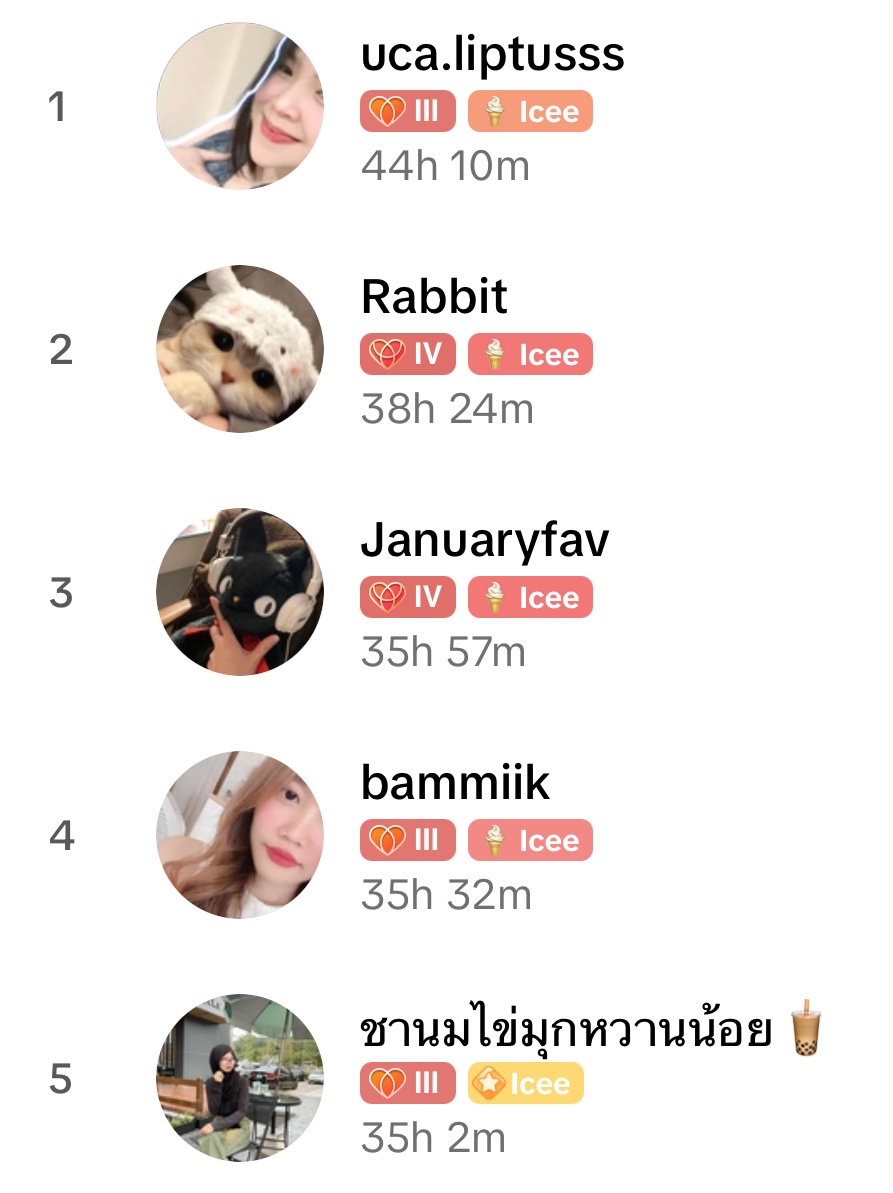 1
uca.liptusss
III Icee
44h 10m
2
Rabbit
IV Icee
38h 24m
3
Januaryfav
IV Icee
35h 57m
4
bammiik
III Icee
35h 32m
5
ชานมไข่มุกหวานน้อย 🧋
III Icee
35h 2m